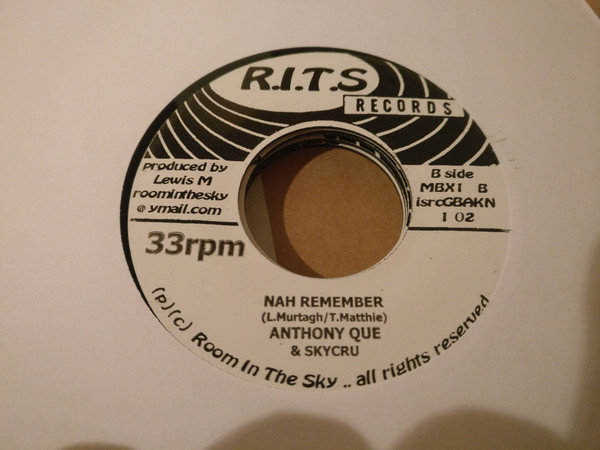 R.I.T.S
RECORDS
produced by
Lewis M
roominthesky
@ ymail.com
B side
MBX1 B
isrcGBAKN
1 02
33rpm
NAH REMEMBER
(L.Murtagh/T.Matthie)
ANTHONY QUE
& SKYCRU
(p)(c) Room In The Sky .. all rights reserved